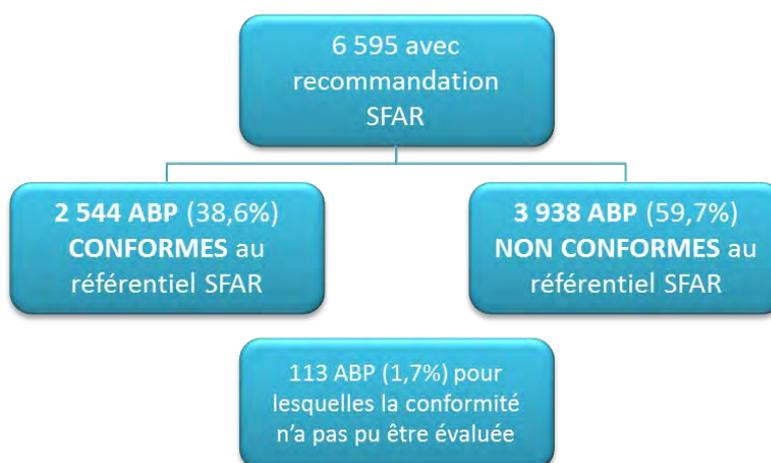 6 595 avec
recommandation
SFAR
2 544 ABP (38,6%)
CONFORMES au
référentiel SFAR
3 938 ABP (59,7%)
NON CONFORMES au
référentiel SFAR
113 ABP (1,7%) pour
lesquelles la conformité
n'a pas pu être évaluée